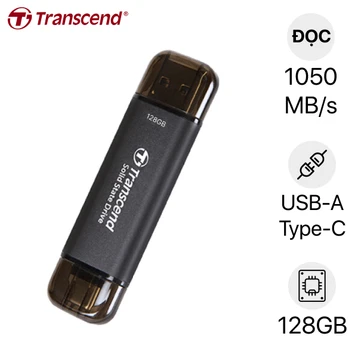 Transcend
ĐỌC
1050
MB/s
128GB
Transcend
Solid State Drive
USB-A
Type-C
128GB